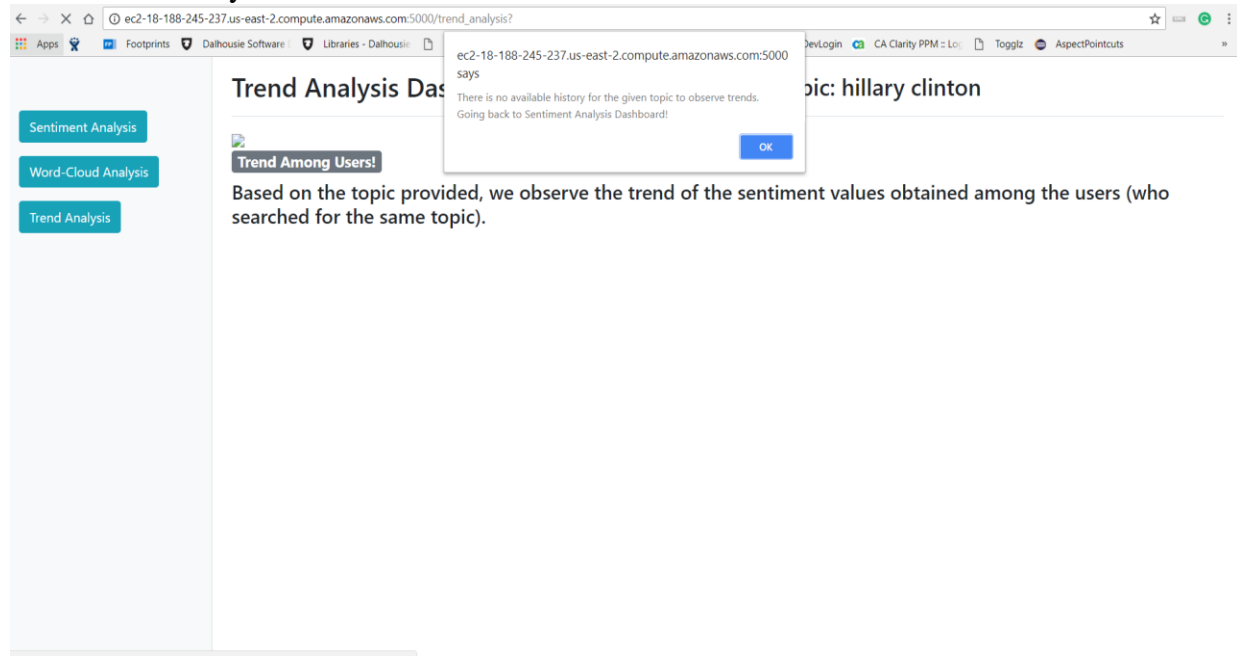 ec2-18-188-245-237.us-east-2.compute.amazonaws.com:5000/trend_analysis?
Apps Footprints Dalhousie Software Libraries - Dalhousie DevLogin CA Clarity PPM :: Log Togglz AspectPointcuts »
ec2-18-188-245-237.us-east-2.compute.amazonaws.com:5000
says
There is no available history for the given topic to observe trends.
Going back to Sentiment Analysis Dashboard!
OK
Trend Analysis Das pic: hillary clinton
Sentiment Analysis
Word-Cloud Analysis
Trend Analysis
Trend Among Users!
Based on the topic provided, we observe the trend of the sentiment values obtained among the users (who
searched for the same topic).